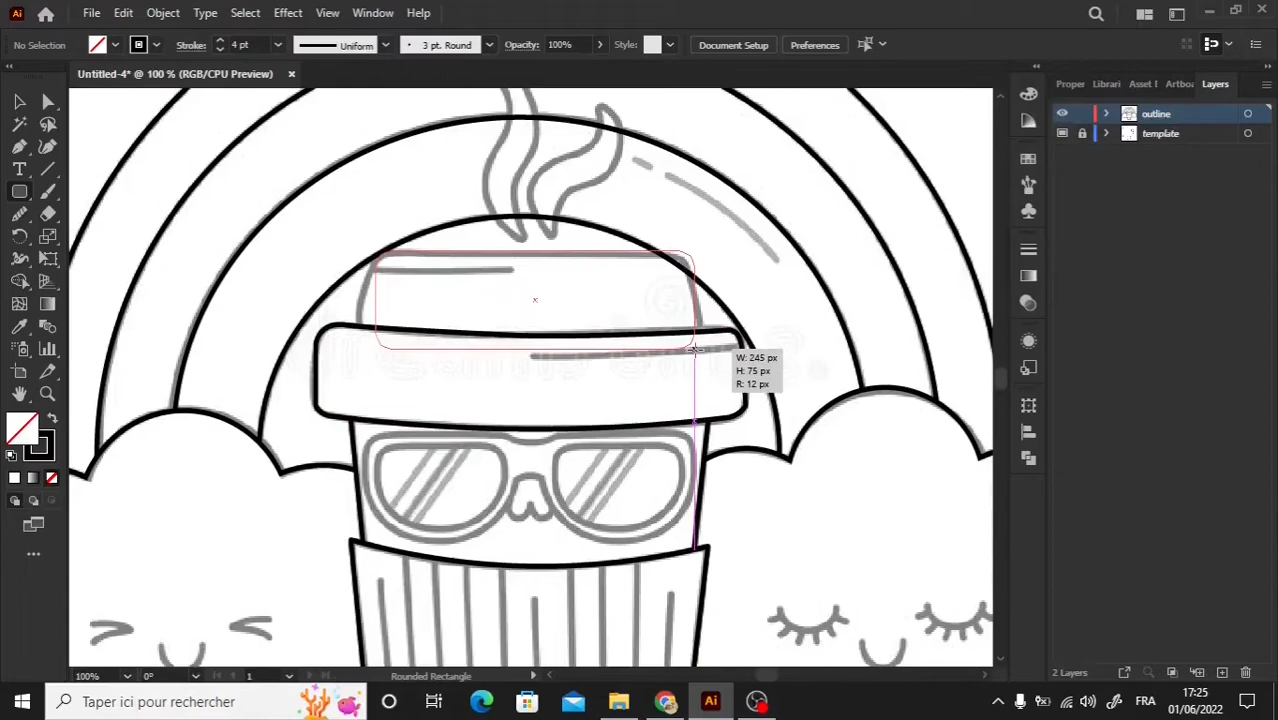 Ai File Edit Object Type Select Effect View Window Help
No Selection Stroke: 4 pt Uniform 3 pt. Round Opacity: 100% Style: Document Setup Preferences
Untitled-4* @ 100 % (RGB/CPU Preview)
Proper Librari Asset E Artboa Layers
outline
template
W: 245 px
H: 75 px
R: 12 px
100% 0° 1 Rounded Rectangle
2 Layers
Taper ici pour rechercher
Ai
FRA
17:25
01/06/2022